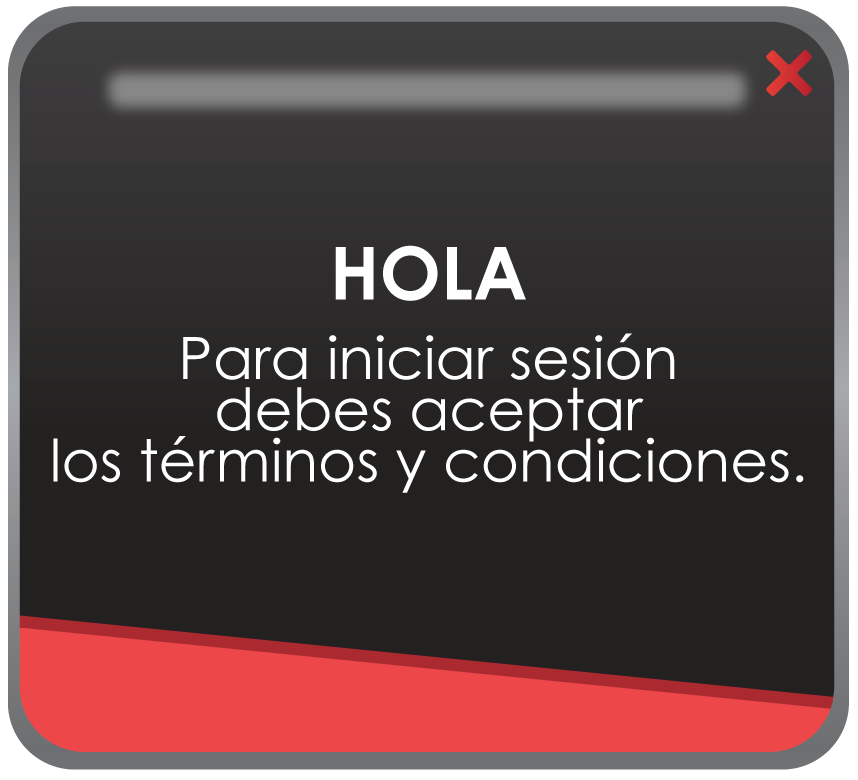 HOLA
Para iniciar sesión
debes aceptar
los términos y condiciones.